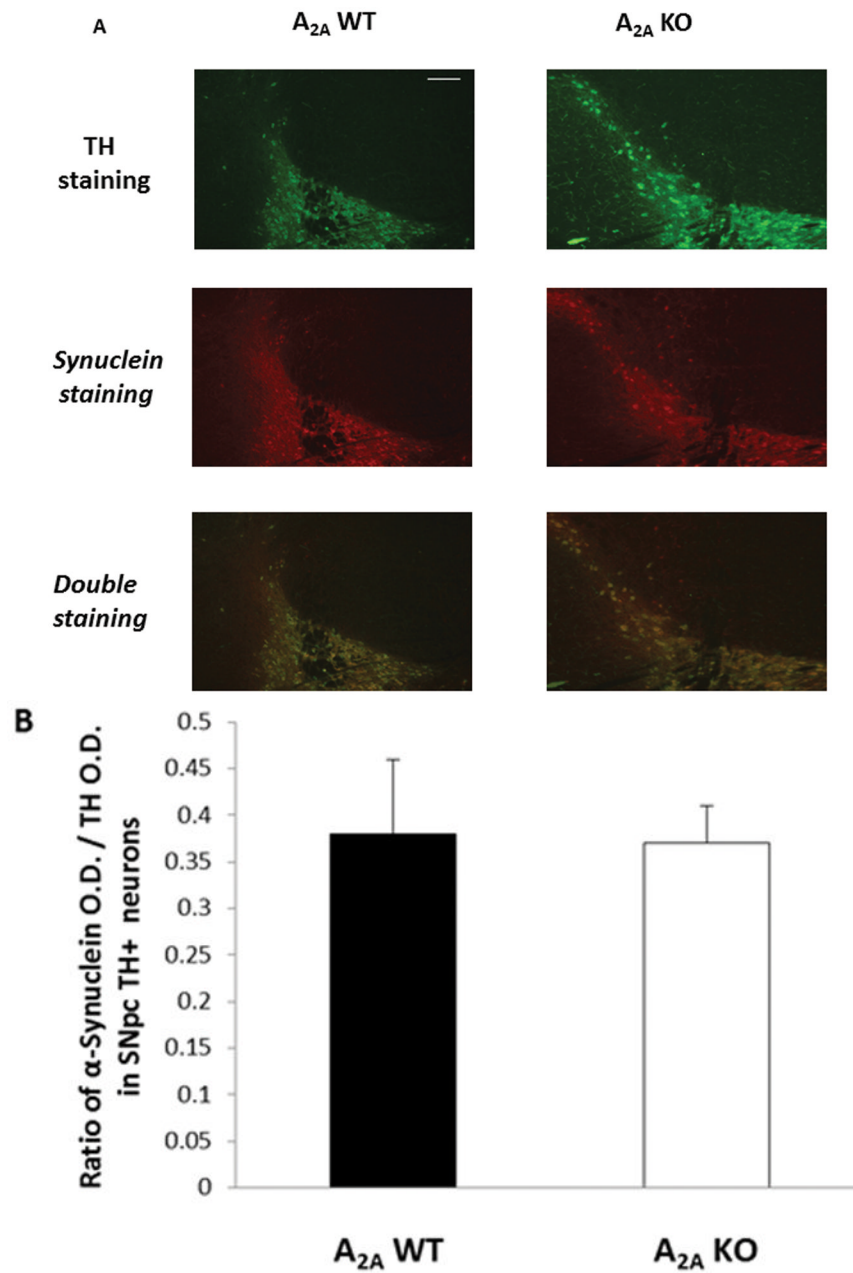 A
A2A WT
A2A KO
TH
staining
Synuclein
staining
Double
staining
B
Ratio of α-Synuclein O.D. / TH O.D.
in SNpc TH+ neurons
0.5
0.45
0.4
0.35
0.3
0.25
0.2
0.15
0.1
0.05
0
A2A WT
A2A KO